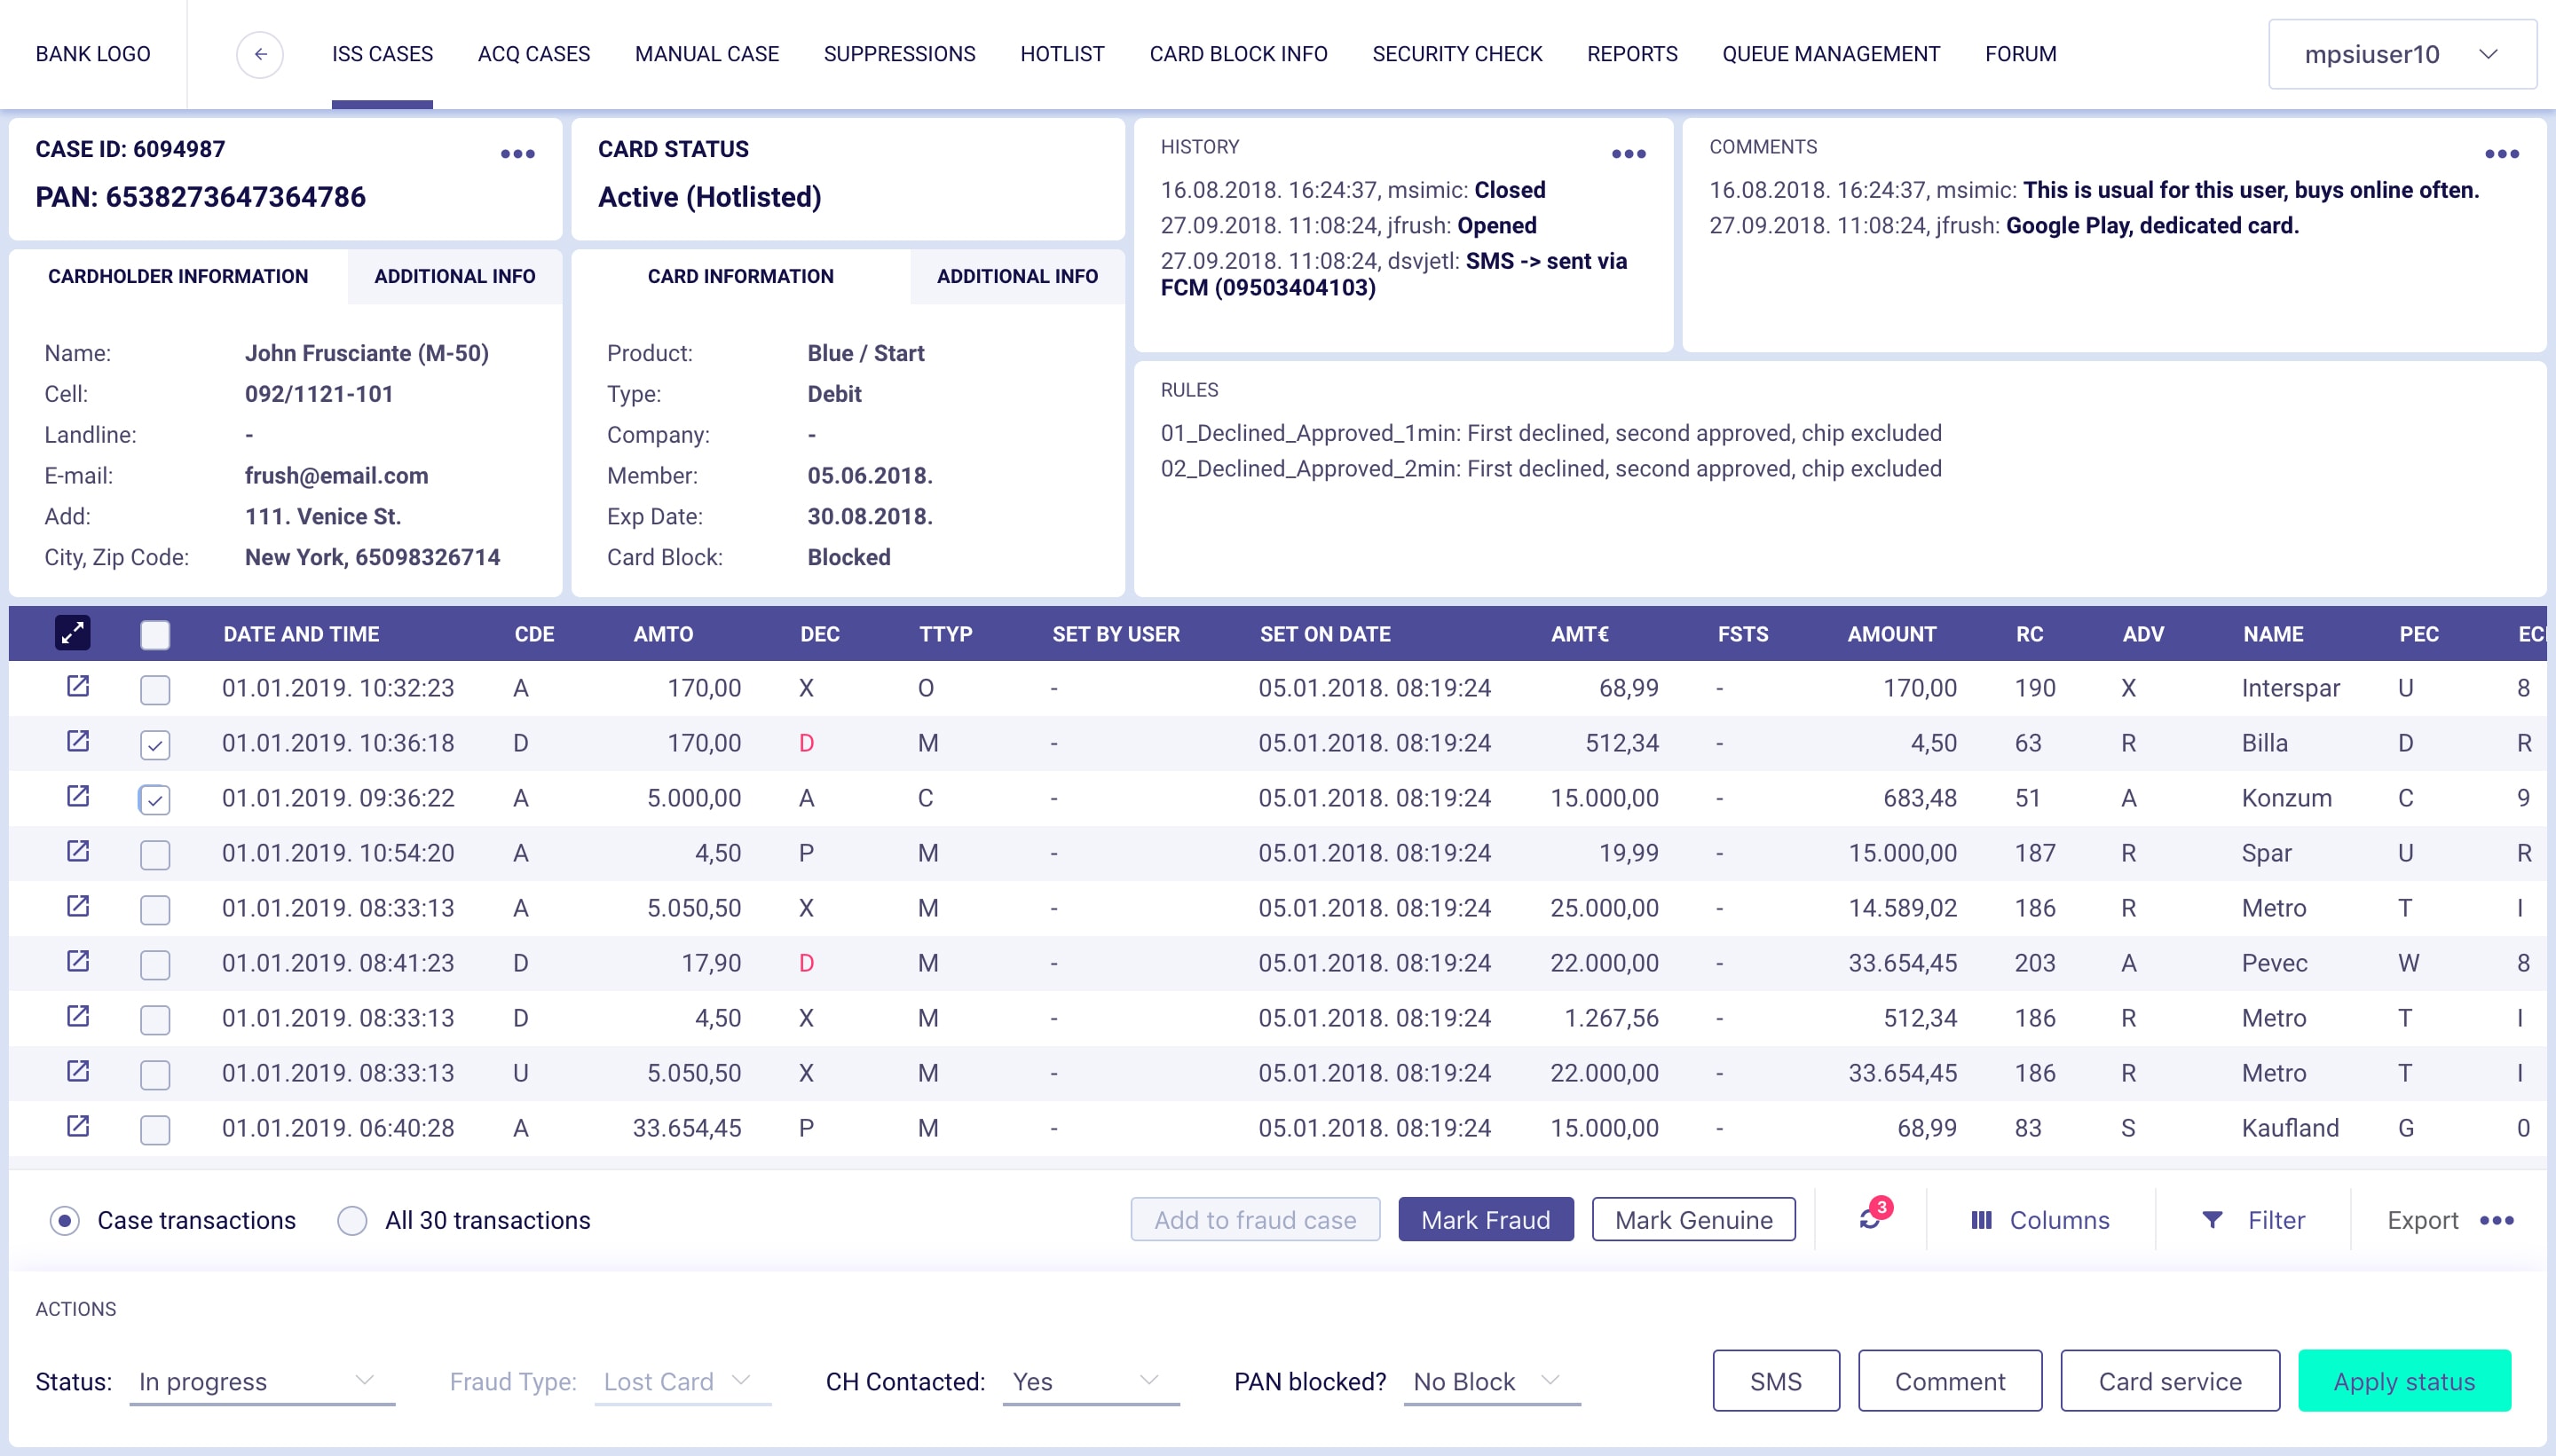 BANK LOGO
ISS CASES ACQ CASES MANUAL CASE SUPPRESSIONS HOTLIST CARD BLOCK INFO SECURITY CHECK REPORTS QUEUE MANAGEMENT FORUM
mpsiuser10
CASE ID: 6094987
PAN: 6538273647364786
CARD STATUS
Active (Hotlisted)
HISTORY
16.08.2018. 16:24:37, msimic: Closed
27.09.2018. 11:08:24, jfrush: Opened
27.09.2018. 11:08:24, dsvjetl: SMS -> sent via
FCM (09503404103)
COMMENTS
16.08.2018. 16:24:37, msimic: This is usual for this user, buys online often.
27.09.2018. 11:08:24, jfrush: Google Play, dedicated card.
CARDHOLDER INFORMATION ADDITIONAL INFO
Name: John Frusciante (M-50)
Cell: 092/1121-101
Landline: -
E-mail: frush@email.com
Add: 111. Venice St.
City, Zip Code: New York, 65098326714
CARD INFORMATION ADDITIONAL INFO
Product: Blue / Start
Type: Debit
Company: -
Member: 05.06.2018.
Exp Date: 30.08.2018.
Card Block: Blocked
RULES
01_Declined_Approved_1min: First declined, second approved, chip excluded
02_Declined_Approved_2min: First declined, second approved, chip excluded
DATE AND TIME CDE AMTO DEC TTYP SET BY USER SET ON DATE AMT€ FSTS AMOUNT RC ADV NAME PEC
01.01.2019. 10:32:23 A 170,00 X O - 05.01.2018. 08:19:24 68,99 - 170,00 190 X Interspar U 8
01.01.2019. 10:36:18 D 170,00 D M - 05.01.2018. 08:19:24 512,34 - 4,50 63 R Billa D R
01.01.2019. 09:36:22 A 5.000,00 A C - 05.01.2018. 08:19:24 15.000,00 - 683,48 51 A Konzum C 9
01.01.2019. 10:54:20 A 4,50 P M - 05.01.2018. 08:19:24 19,99 - 15.000,00 187 R Spar U R
01.01.2019. 08:33:13 A 5.050,50 X M - 05.01.2018. 08:19:24 25.000,00 - 14.589,02 186 R Metro T I
01.01.2019. 08:41:23 D 17,90 D M - 05.01.2018. 08:19:24 22.000,00 - 33.654,45 203 A Pevec W 8
01.01.2019. 08:33:13 D 4,50 X M - 05.01.2018. 08:19:24 1.267,56 - 512,34 186 R Metro T I
01.01.2019. 08:33:13 U 5.050,50 X M - 05.01.2018. 08:19:24 22.000,00 - 33.654,45 186 R Metro T I
01.01.2019. 06:40:28 A 33.654,45 P M - 05.01.2018. 08:19:24 15.000,00 - 68,99 83 S Kaufland G 0
Case transactions All 30 transactions Add to fraud case Mark Fraud Mark Genuine 3 Columns Filter Export
ACTIONS
Status: In progress Fraud Type: Lost Card CH Contacted: Yes PAN blocked? No Block SMS Comment Card service Apply status